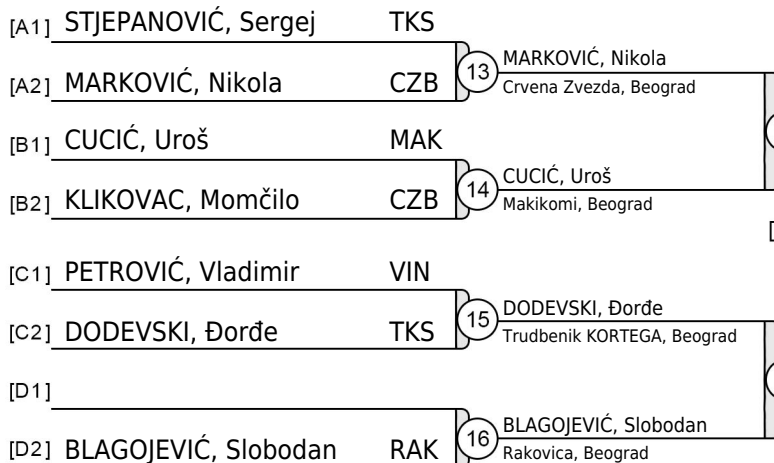 [A1] STJEPANOVIĆ, Sergej TKS
13 MARKOVIĆ, Nikola
[A2] MARKOVIĆ, Nikola CZB
Crvena Zvezda, Beograd
[B1] CUCIĆ, Uroš MAK
14 CUCIĆ, Uroš
[B2] KLIKOVAC, Momčilo CZB
Makikomi, Beograd
[
[C1] PETROVIĆ, Vladimir VIN
15 DODEVSKI, Đorđe
[C2] DODEVSKI, Đorđe TKS
Trudbenik KORTEGA, Beograd
[D1]
16 BLAGOJEVIĆ, Slobodan
[D2] BLAGOJEVIĆ, Slobodan RAK
Rakovica, Beograd